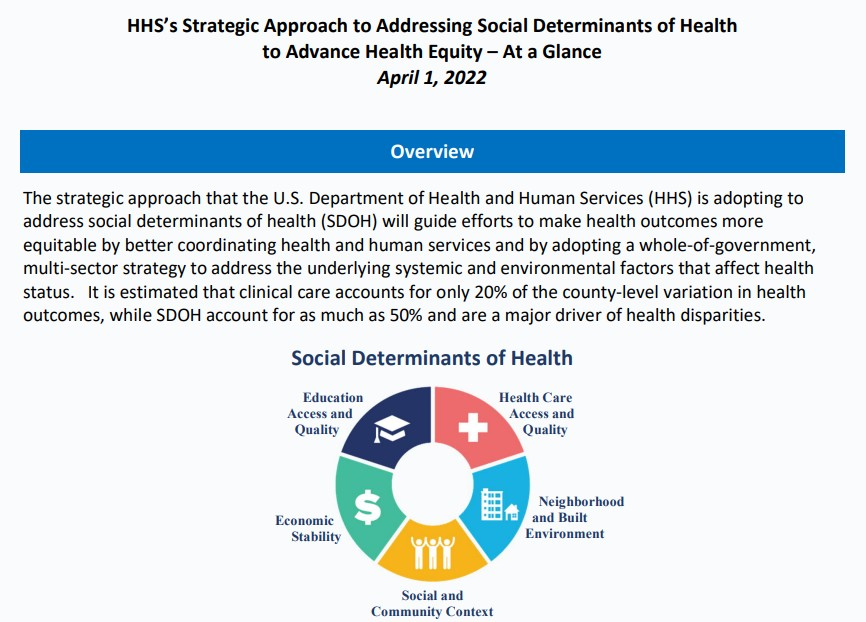 HHS's Strategic Approach to Addressing Social Determinants of Health
to Advance Health Equity – At a Glance
April 1, 2022
Overview
The strategic approach that the U.S. Department of Health and Human Services (HHS) is adopting to
address social determinants of health (SDOH) will guide efforts to make health outcomes more
equitable by better coordinating health and human services and by adopting a whole-of-government,
multi-sector strategy to address the underlying systemic and environmental factors that affect health
status.   It is estimated that clinical care accounts for only 20% of the county-level variation in health
outcomes, while SDOH account for as much as 50% and are a major driver of health disparities.
Social Determinants of Health
Education
Access and
Quality
Health Care
Access and
Quality
Economic
Stability
$
Neighborhood
and Built
Environment
Social and
Community Context